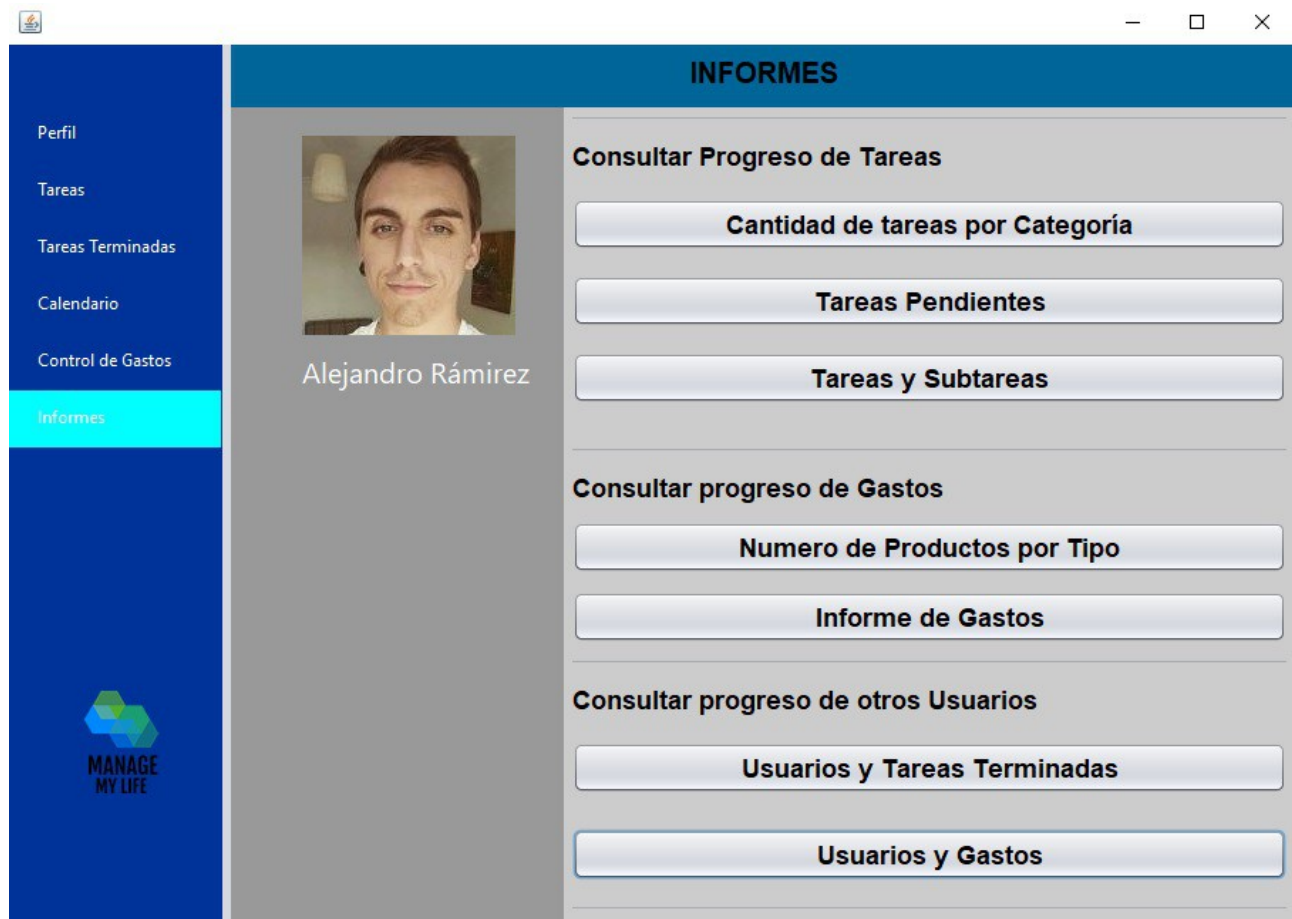 INFORMES
Perfil
Tareas
Tareas Terminadas
Calendario
Control de Gastos
Informes
MANAGE
MY LIFE
Alejandro Rámirez
Consultar Progreso de Tareas
Cantidad de tareas por Categoría
Tareas Pendientes
Tareas y Subtareas
Consultar progreso de Gastos
Numero de Productos por Tipo
Informe de Gastos
Consultar progreso de otros Usuarios
Usuarios y Tareas Terminadas
Usuarios y Gastos